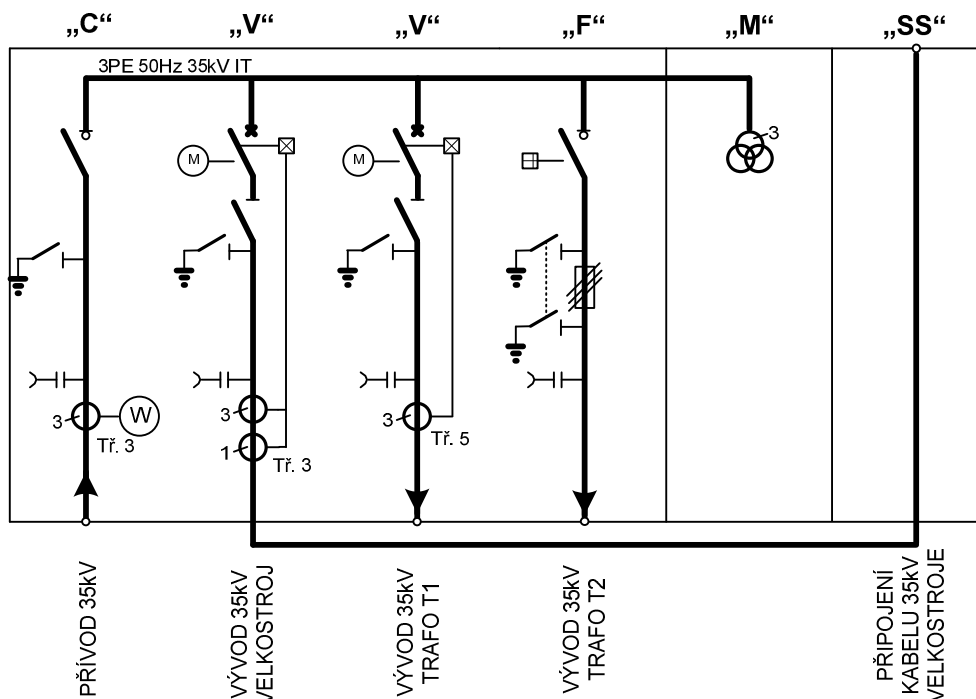 „C“ „V“ „V“ „F“ „M“ „SS“
3PE 50Hz 35kV IT
M M 3
3 W 3 3
Tř. 3 1 Tř. 3 Tř. 5
PŘÍVOD 35kV
VÝVOD 35kV
VELKOSTROJ
VÝVOD 35kV
TRAFO T1
VÝVOD 35kV
TRAFO T2
PŘIPOJENÍ
KABELU 35kV
VELKOSTROJE